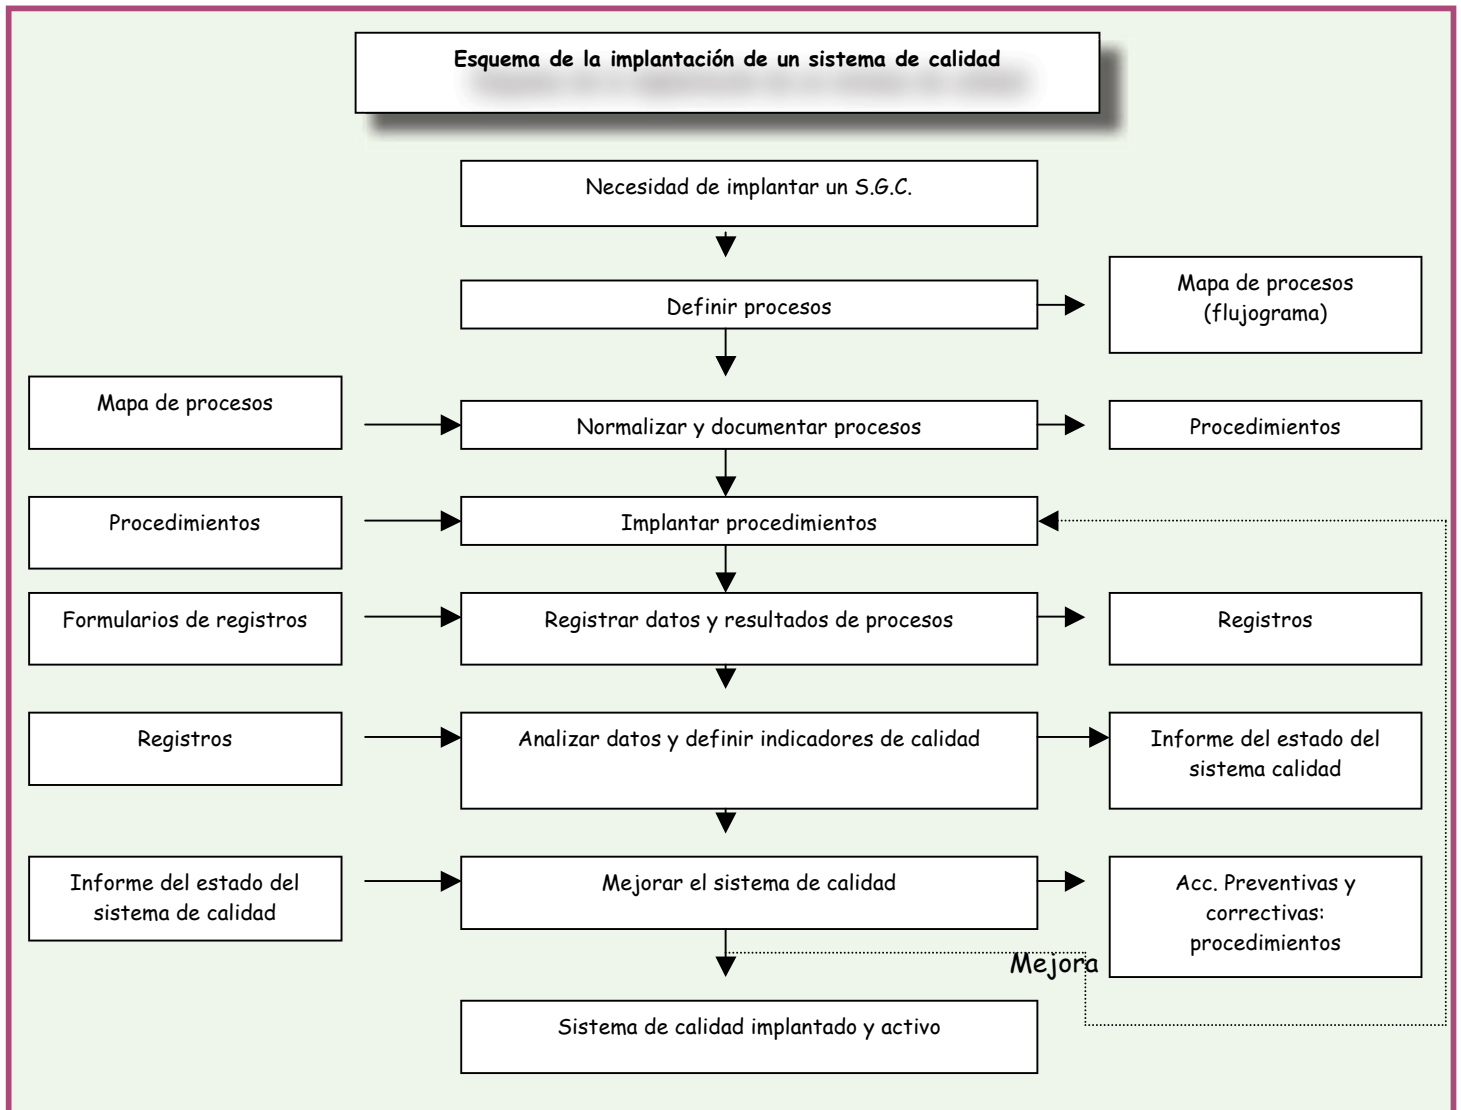 Esquema de la implantación de un sistema de calidad
Necesidad de implantar un S.G.C.
Definir procesos
Mapa de procesos
(flujograma)
Mapa de procesos
Normalizar y documentar procesos
Procedimientos
Procedimientos
Implantar procedimientos
Formularios de registros
Registrar datos y resultados de procesos
Registros
Registros
Analizar datos y definir indicadores de calidad
Informe del estado del
sistema calidad
Informe del estado del
sistema de calidad
Mejorar el sistema de calidad
Acc. Preventivas y
correctivas:
procedimientos
Mejora
Sistema de calidad implantado y activo